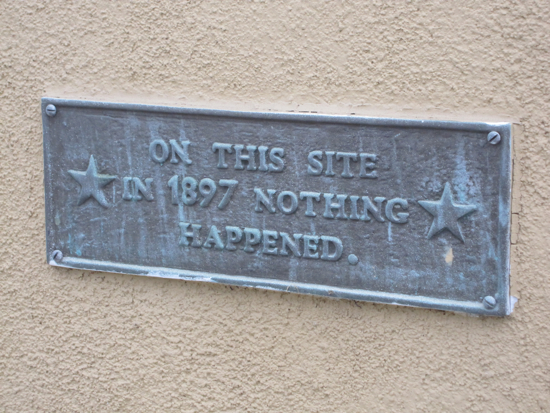 ON THIS SITE
IN 1897 NOTHING
HAPPENED.